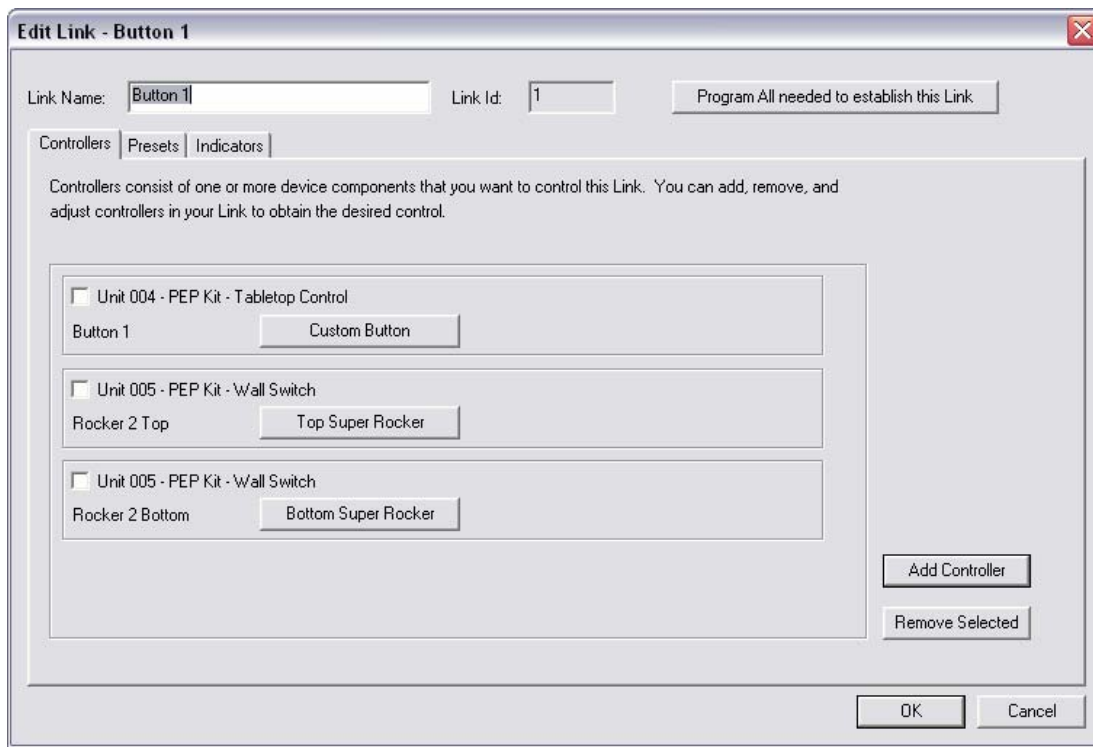 Edit Link - Button 1
Link Name: Button 1 Link Id: 1 Program All needed to establish this Link
Controllers Presets Indicators
Controllers consist of one or more device components that you want to control this Link. You can add, remove, and
adjust controllers in your Link to obtain the desired control.
Unit 004 - PEP Kit - Tabletop Control
Button 1 Custom Button
Unit 005 - PEP Kit - Wall Switch
Rocker 2 Top Top Super Rocker
Unit 005 - PEP Kit - Wall Switch
Rocker 2 Bottom Bottom Super Rocker
Add Controller
Remove Selected
OK Cancel